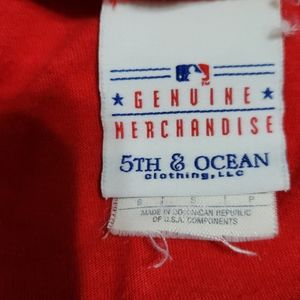 GENUINE
MERCHANDISE
5TH & OCEAN
clothing, LLC
MADE IN DOMINICAN REPUBLIC
OF U.S.A. COMPONENTS